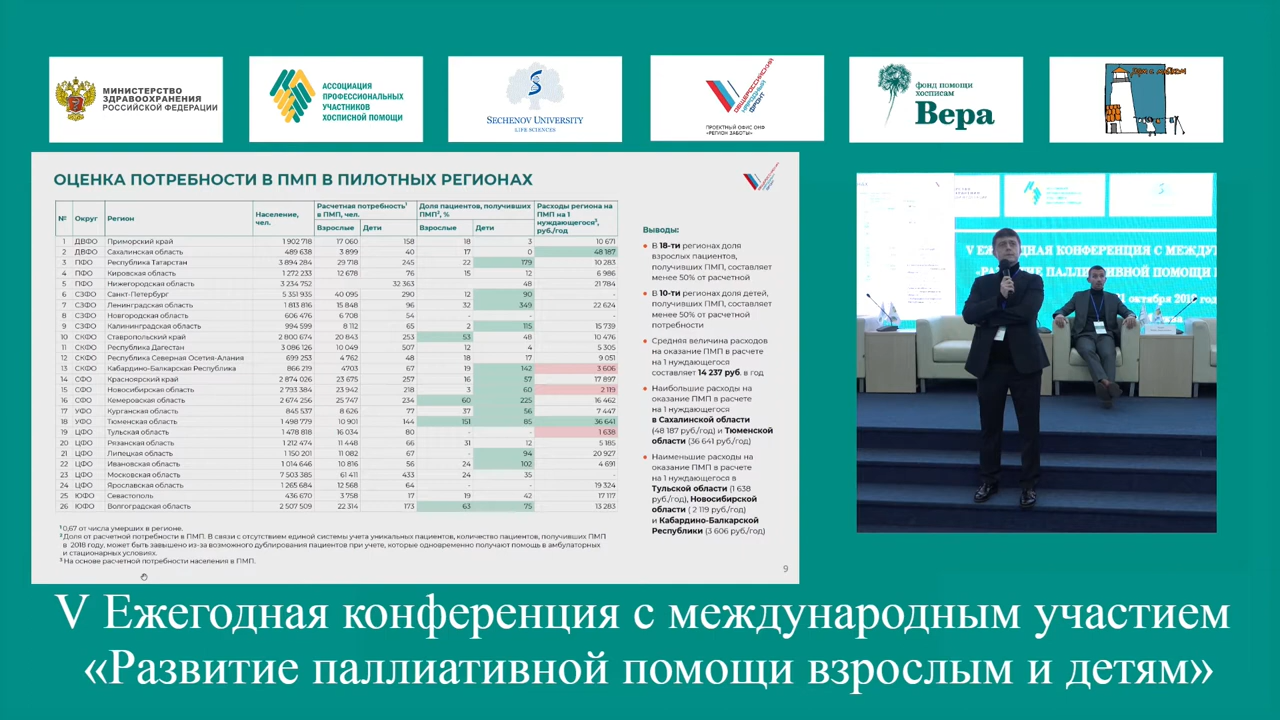 МИНИСТЕРСТВО
ЗДРАВООХРАНЕНИЯ
РОССИЙСКОЙ ФЕДЕРАЦИИ
АССОЦИАЦИЯ
ПРОФЕССИОНАЛЬНЫХ
УЧАСТНИКОВ
ХОСПИСНОЙ ПОМОЩИ
SECHENOV UNIVERSITY
LIFE SCIENCES
ОБЩЕРОССИЙСКИЙ
НАРОДНЫЙ
ФРОНТ
ПРОЕКТНЫЙ ОФИС ОНФ
«РЕГИОН ЗАБОТЫ»
фонд помощи
хосписам
Вера
Дом с маяком
ОЦЕНКА ПОТРЕБНОСТИ В ПМП В ПИЛОТНЫХ РЕГИОНАХ
№ Округ Регион Население, чел. Расчетная потребность¹ в ПМП, чел. Доля пациентов, получивших ПМП², % Расходы региона на ПМП на 1 нуждающегося³, руб./год
Взрослые Дети Взрослые Дети
1 ДВФО Приморский край 1 902 718 17 060 158 18 3 10 671
2 ДВФО Сахалинская область 489 638 3 899 40 17 0 48 187
3 ПФО Республика Татарстан 3 894 284 29 778 245 22 179 10 283
4 ПФО Кировская область 1 272 233 12 678 76 15 12 6 986
5 ПФО Нижегородская область 3 234 752 32 363 48 21 784
6 СЗФО Санкт-Петербург 5 351 935 40 095 290 12 90 -
7 СЗФО Ленинградская область 1 813 816 15 848 96 32 349 22 624
8 СЗФО Новгородская область 606 476 6 708 54 - - -
9 СЗФО Калининградская область 994 599 8 112 65 2 115 15 739
10 СКФО Ставропольский край 2 800 674 20 843 253 53 48 10 476
11 СКФО Республика Дагестан 3 086 126 10 049 507 12 4 5 305
12 СКФО Республика Северная Осетия-Алания 699 253 4 762 48 18 17 9 051
13 СКФО Кабардино-Балкарская Республика 866 219 4703 67 19 142 3 606
14 СФО Красноярский край 2 874 026 23 675 257 16 57 17 897
15 СФО Новосибирская область 2 793 384 23 942 218 3 60 2 119
16 СФО Кемеровская область 2 674 256 25 747 234 60 225 16 462
17 УФО Курганская область 845 537 8 626 77 37 56 7 447
18 УФО Тюменская область 1 498 779 10 901 144 151 85 36 641
19 ЦФО Тульская область 1 478 818 16 034 80 - - 1 638
20 ЦФО Рязанская область 1 212 474 11 448 66 31 12 5 185
21 ЦФО Липецкая область 1 150 201 11 082 67 94 20 927
22 ЦФО Ивановская область 1 014 646 10 816 56 24 102 4 691
23 ЦФО Московская область 7 503 385 61 411 433 24 35 -
24 ЦФО Ярославская область 1 265 684 12 568 64 - - 19 324
25 ЮФО Севастополь 436 670 3 758 17 19 42 17 117
26 ЮФО Волгоградская область 2 507 509 22 314 173 63 75 13 283
¹ 0,67 от числа умерших в регионе.
² Доля от расчетной потребности в ПМП. В связи с отсутствием единой системы учета уникальных пациентов, количество пациентов, получивших ПМП
в 2018 году, может быть завышено из-за возможного дублирования пациентов при учете, которые одновременно получают помощь в амбулаторных
и стационарных условиях.
³ На основе расчетной потребности населения в ПМП.
Выводы:
В 18-ти регионах доля
взрослых пациентов,
получивших ПМП, составляет
менее 50% от расчетной
В 10-ти регионах доля детей,
получивших ПМП, составляет
менее 50% от расчетной
потребности
Средняя величина расходов
на оказание ПМП в расчете
на 1 нуждающегося
составляет 14 237 руб. в год
Наибольшие расходы на
оказание ПМП в расчете
на 1 нуждающегося
в Сахалинской области
(48 187 руб/год) и Тюменской
области (36 641 руб/год)
Наименьшие расходы на
оказание ПМП в расчете
на 1 нуждающегося в
Тульской области (1 638
руб/год), Новосибирской
области ( 2 119 руб/год)
и Кабардино-Балкарской
Республики (3 606 руб/год)
9
V ЕЖЕГОДНАЯ КОНФЕРЕНЦИЯ С МЕЖДУ
«РАЗВИТИЕ ПАЛЛИАТИВНОЙ ПОМОЩИ
октября
V Ежегодная конференция с международным участием
«Развитие паллиативной помощи взрослым и детям»